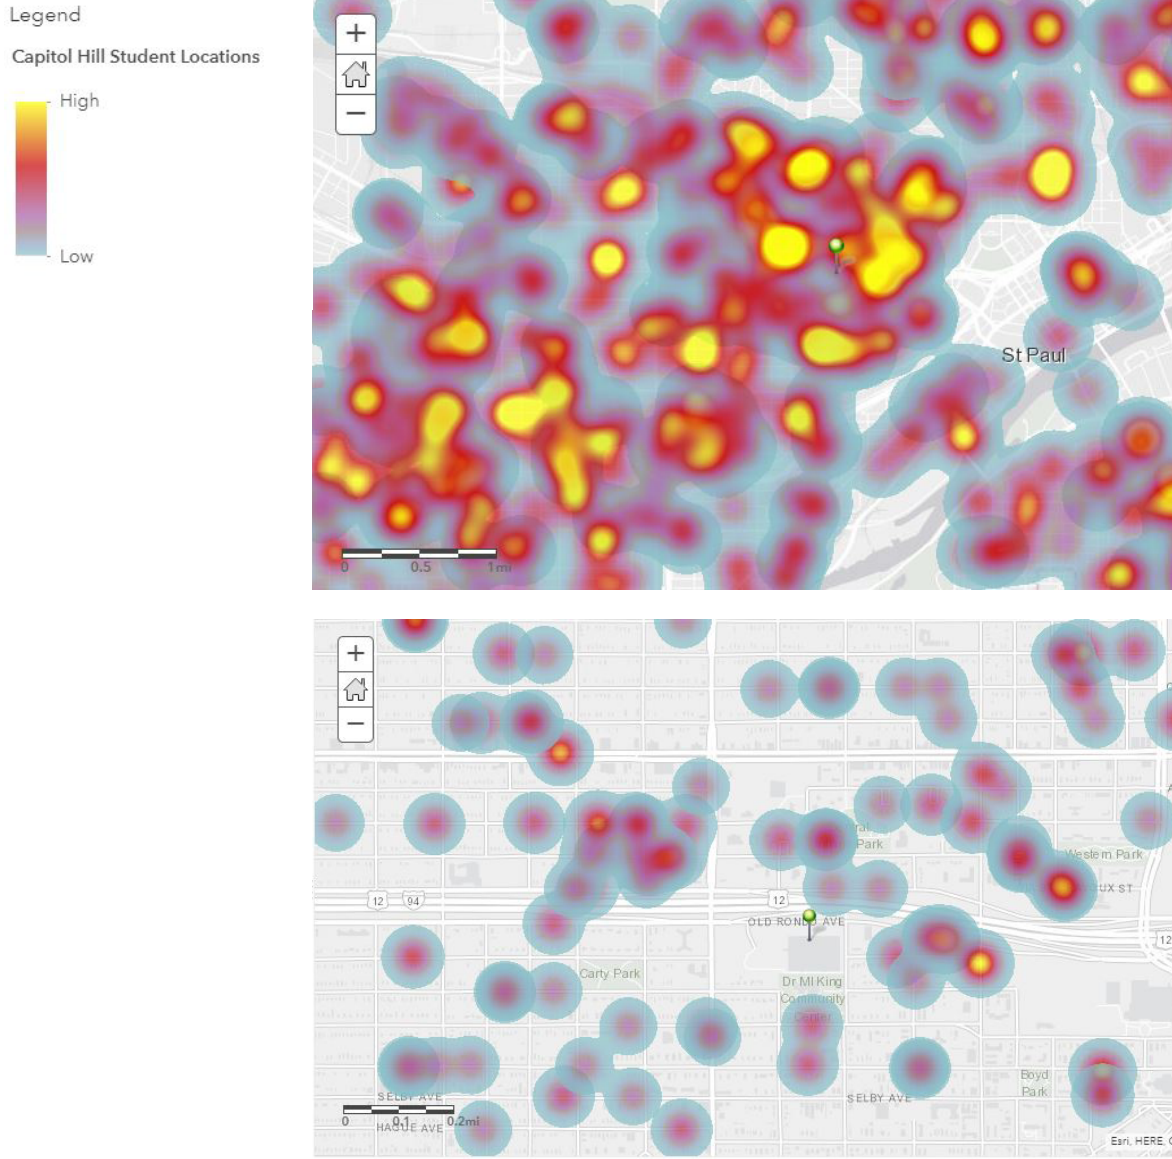 Legend
Capitol Hill Student Locations
High
Low
+
−
St Paul
0 0.5 1mi
+
−
Park
Western Park
12 94
12
UX ST
OLD RONDO AVE
12
Carty Park
Dr Ml King
Community
Center
Boyd
Park
SELBY AVE
SELBY AVE
0 0.1 0.2mi
HAGUE AVE
Esri, HERE,